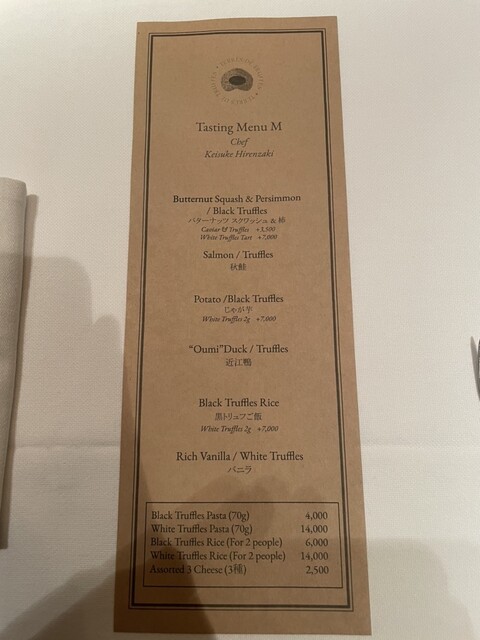 Tasting Menu M
Chef
Keisuke Hirenzaki
Butternut Squash & Persimmon
/ Black Truffles
バターナッツ スクワッシュ & 柿
Caviar & Truffles +3,500
White Truffles Tart +7,000
Salmon / Truffles
秋鮭
Potato /Black Truffles
じゃが芋
White Truffles 2g +7,000
“Oumi”Duck / Truffles
近江鴨
Black Truffles Rice
黒トリュフご飯
White Truffles 2g +7,000
Rich Vanilla / White Truffles
バニラ
Black Truffles Pasta (70g) 4,000
White Truffles Pasta (70g) 14,000
Black Truffles Rice (For 2 people) 6,000
White Truffles Rice (For 2 people) 14,000
Assorted 3 Cheese (3種) 2,500